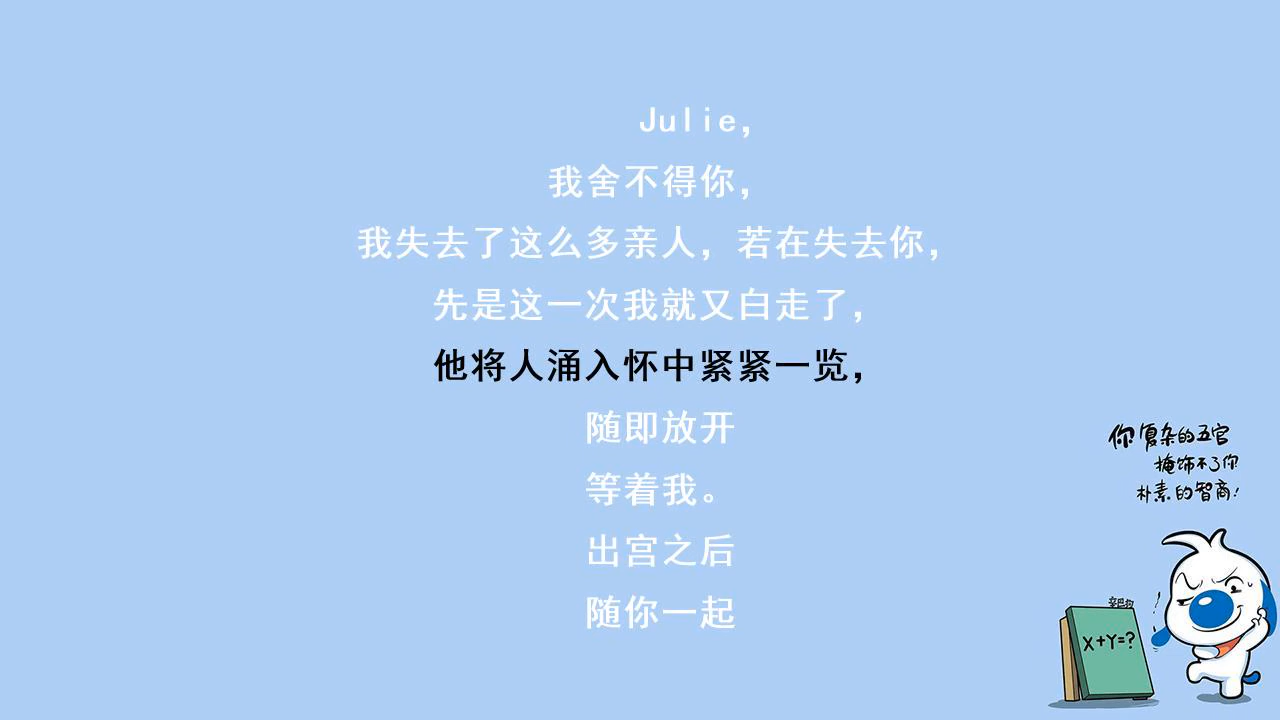 Julie，
我舍不得你，
我失去了这么多亲人，若在失去你，
先是这一次我就又白走了，
他将人涌入怀中紧紧一览，
随即放开
等着我。
出宫之后
随你一起
你复杂的五官
掩饰不了你
朴素的智商！
X+Y=?